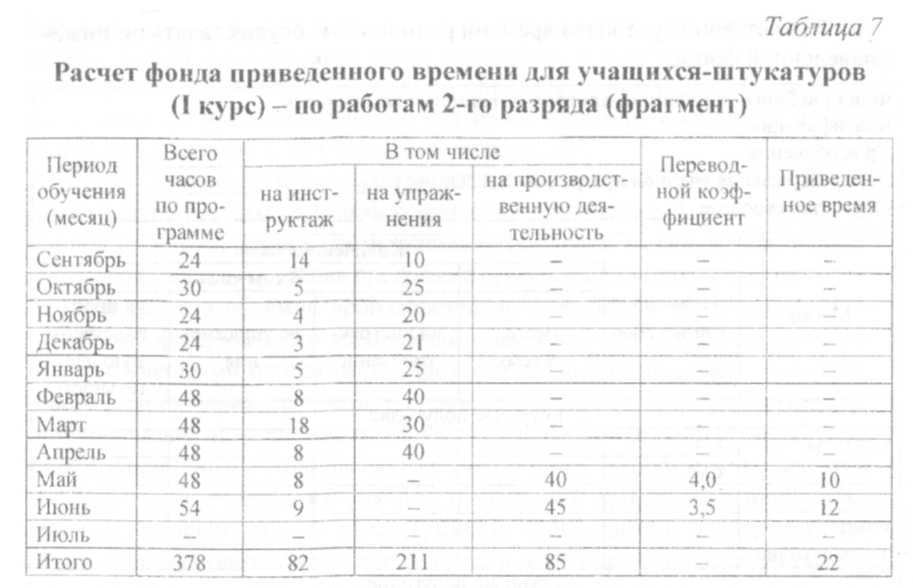 Таблица 7
Расчет фонда приведенного времени для учащихся-штукатуров
(I курс) – по работам 2-го разряда (фрагмент)
Период обучения (месяц) Всего часов по про-грамме В том числе Перевод-ной коэф-фициент Приведен-ное время
на инст-руктаж на упраж-нения на производст-венную дея-тельность
Сентябрь 24 14 10 – – –
Октябрь 30 5 25 – – –
Ноябрь 24 4 20 – – –
Декабрь 24 3 21 – – –
Январь 30 5 25 – – –
Февраль 48 8 40 – – –
Март 48 18 30 – – –
Апрель 48 8 40 – – –
Май 48 8 – 40 4,0 10
Июнь 54 9 – 45 3,5 12
Июль – – – – – –
Итого 378 82 211 85 22